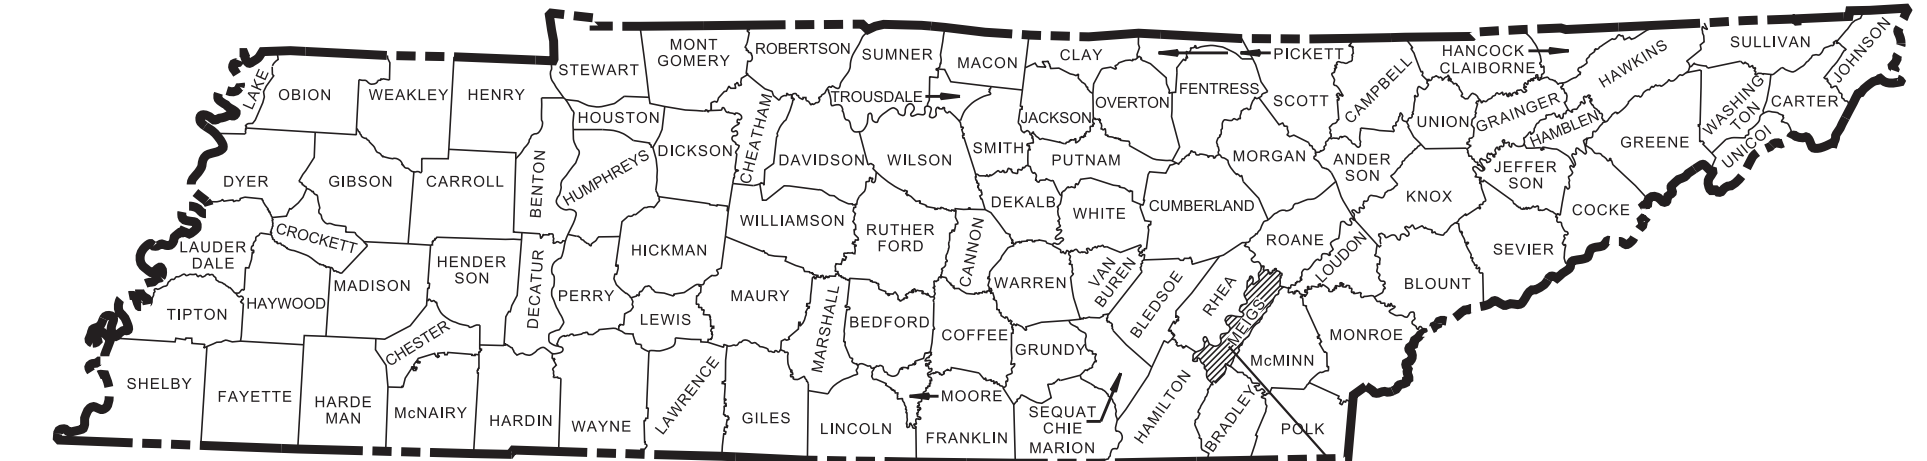 MONT
GOMERY
ROBERTSON
SUMNER
MACON
CLAY
PICKETT
HANCOCK
CLAIBORNE
HAWKINS
SULLIVAN
JOHNSON
STEWART
LAKE
OBION
WEAKLEY
HENRY
TROUSDALE
OVERTON
FENTRESS
SCOTT
CAMPBELL
UNION
GRAINGER
HAMBLEN
GREENE
WASHING
TON
CARTER
UNICOI
HOUSTON
JACKSON
DICKSON
CHEATHAM
DAVIDSON
WILSON
SMITH
PUTNAM
MORGAN
ANDER
SON
JEFFER
SON
DYER
GIBSON
CARROLL
BENTON
HUMPHREYS
DEKALB
WHITE
CUMBERLAND
KNOX
COCKE
WILLIAMSON
RUTHER
FORD
CANNON
ROANE
LOUDON
SEVIER
CROCKETT
LAUDER
DALE
HICKMAN
HENDER
SON
MADISON
HAYWOOD
TIPTON
DECATUR
PERRY
LEWIS
MAURY
MARSHALL
BEDFORD
COFFEE
WARREN
VAN
BUREN
BLEDSOE
RHEA
MEIGS
BLOUNT
MONROE
McMINN
GRUNDY
CHESTER
SHELBY
FAYETTE
HARDE
MAN
McNAIRY
HARDIN
WAYNE
LAWRENCE
GILES
LINCOLN
MOORE
FRANKLIN
SEQUAT
CHIE
MARION
HAMILTON
BRADLEY
POLK